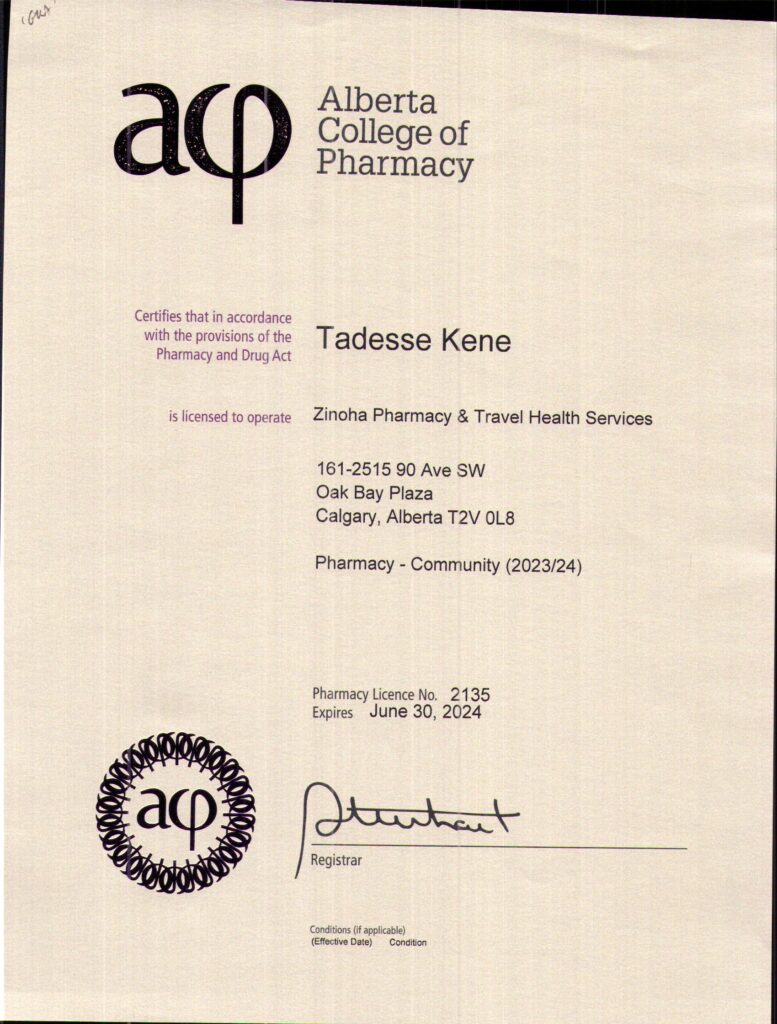 aφ
Alberta
College of
Pharmacy
Certifies that in accordance
with the provisions of the
Pharmacy and Drug Act
Tadesse Kene
is licensed to operate
Zinoha Pharmacy & Travel Health Services
161-2515 90 Ave SW
Oak Bay Plaza
Calgary, Alberta T2V 0L8
Pharmacy - Community (2023/24)
Pharmacy Licence No. 2135
Expires June 30, 2024
aφ
Registrar
Conditions (if applicable)
(Effective Date) Condition